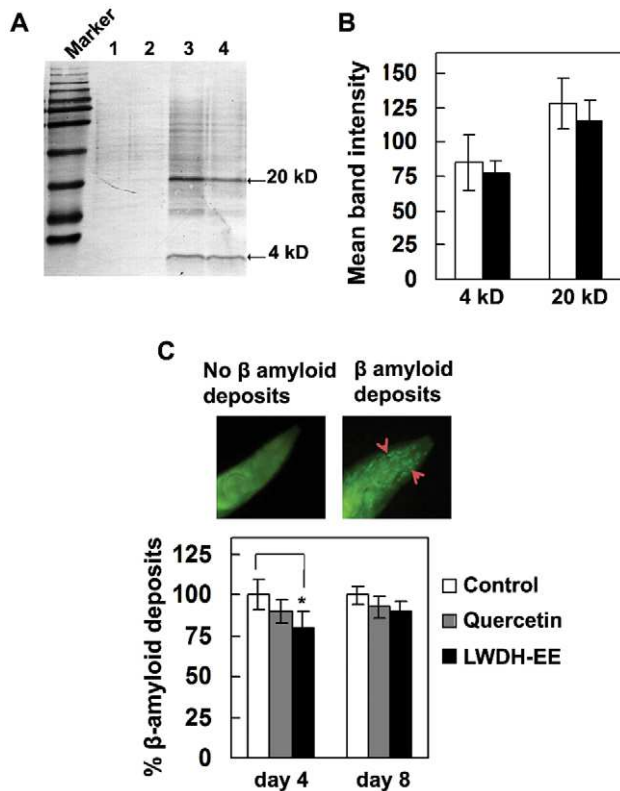 A
Marker 1 2 3 4
20 kD
4 kD
B
Mean band intensity
150
125
100
75
50
25
0
4 kD 20 kD
C
No β amyloid deposits
β amyloid deposits
% β-amyloid deposits
125
100
75
50
25
0
*
day 4 day 8
Control
Quercetin
LWDH-EE